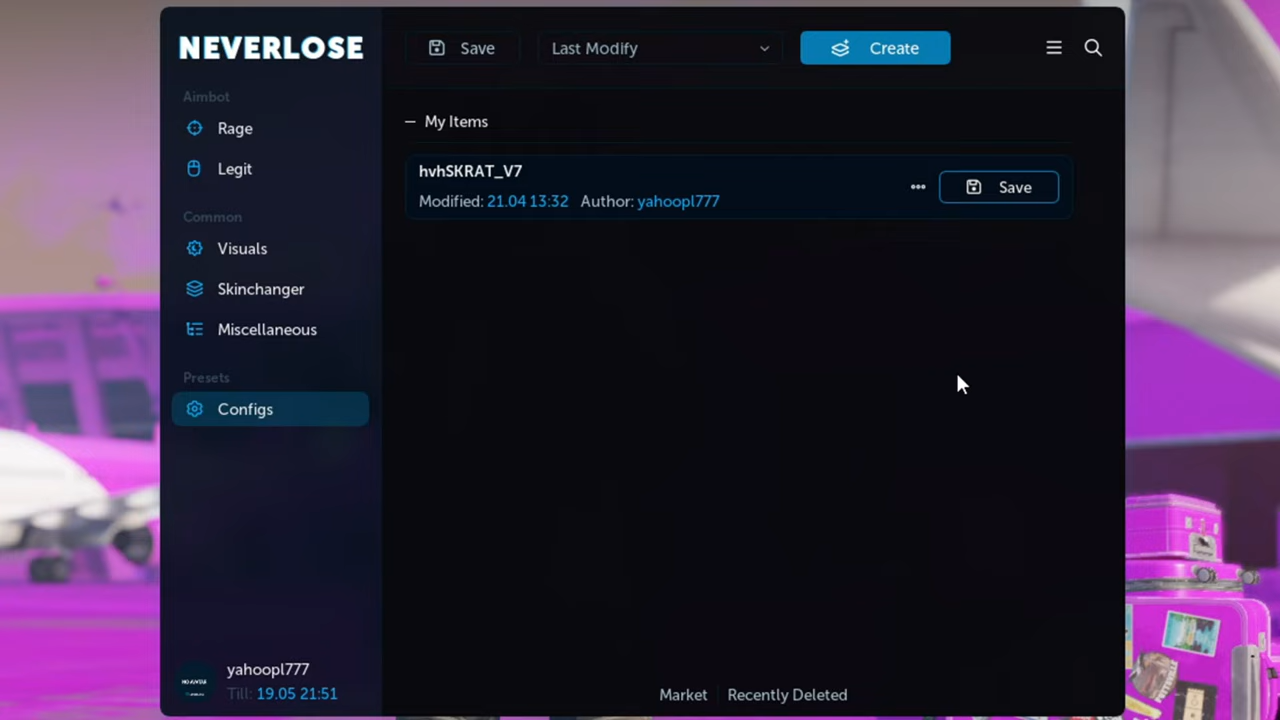 NEVERLOSE
Save
Last Modify
Create
Aimbot
Rage
Legit
Common
Visuals
Skinchanger
Miscellaneous
Presets
Configs
My Items
hvhSKRAT_V7
Modified: 21.04 13:32 Author: yahoopl777
Save
yahoopl777
Till: 19.05 21:51
Market
Recently Deleted